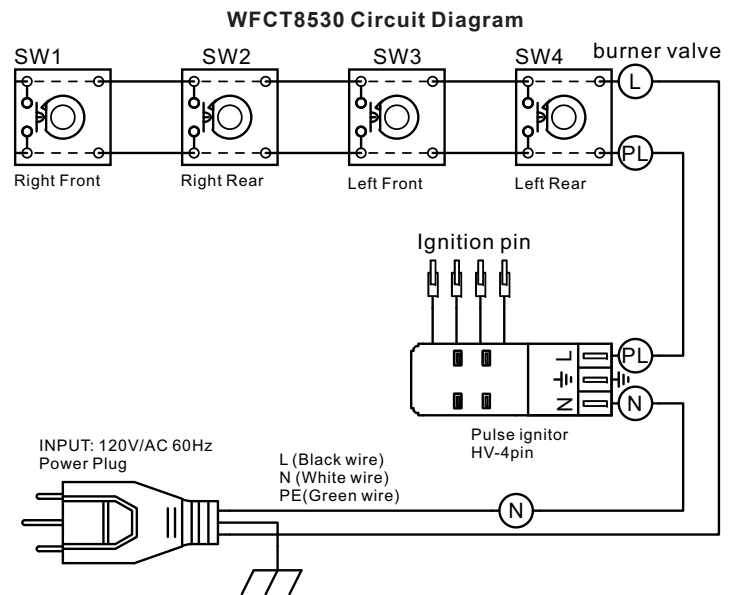 WFCT8530 Circuit Diagram
SW1 SW2 SW3 SW4 burner valve
L
PL
Right Front Right Rear Left Front Left Rear
Ignition pin
L PL
N N
Pulse ignitor
HV-4pin
INPUT: 120V/AC 60Hz
Power Plug
L (Black wire)
N (White wire)
PE(Green wire)
N